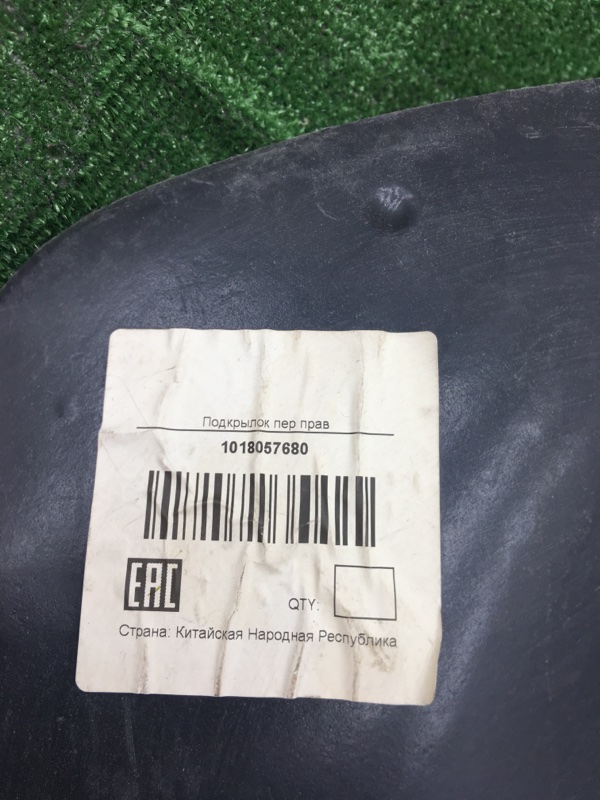 Подкрылок пер прав
1018057680
EAC
QTY:
Страна: Китайская Народная Республика